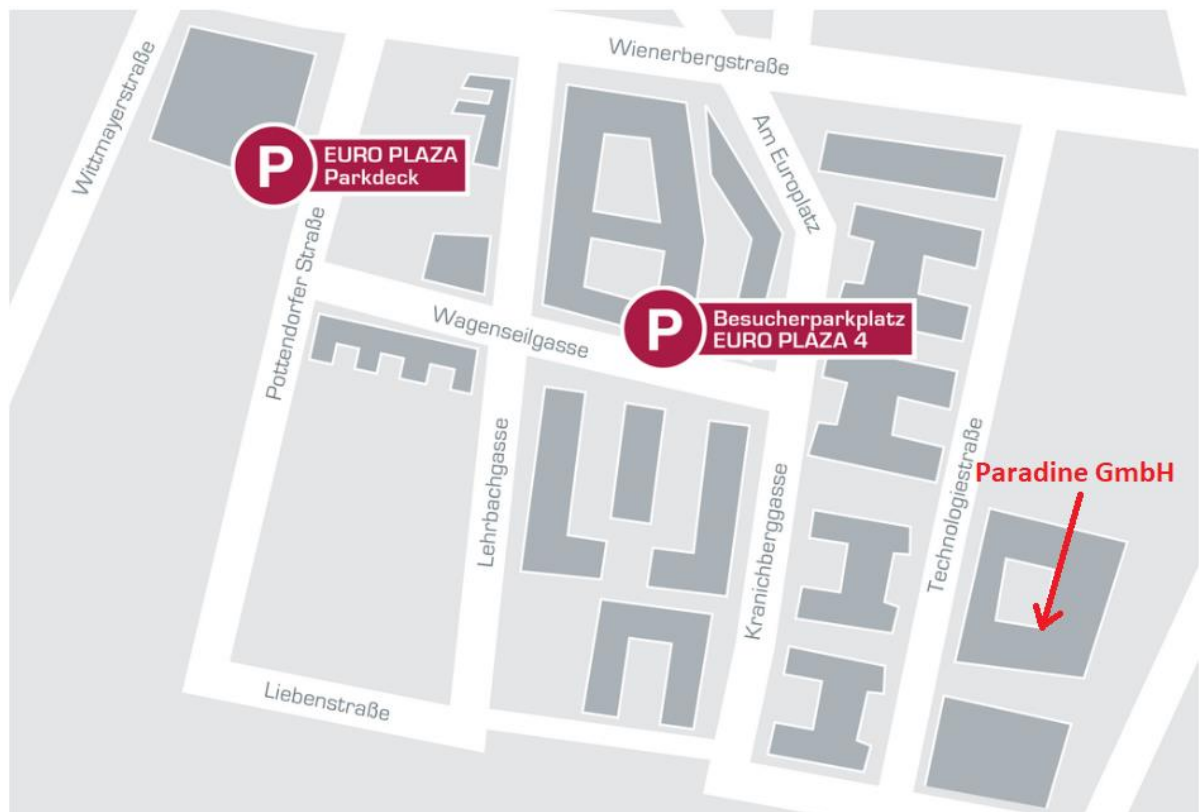 Wienerbergstraße
Wittmayerstraße
Am Europlatz
P
EURO PLAZA
Parkdeck
Pottendorfer Straße
Wagenseilgasse
P
Besucherparkplatz
EURO PLAZA 4
Lehrbachgasse
Kranichberggasse
Technologiestraße
Paradine GmbH
Liebenstraße